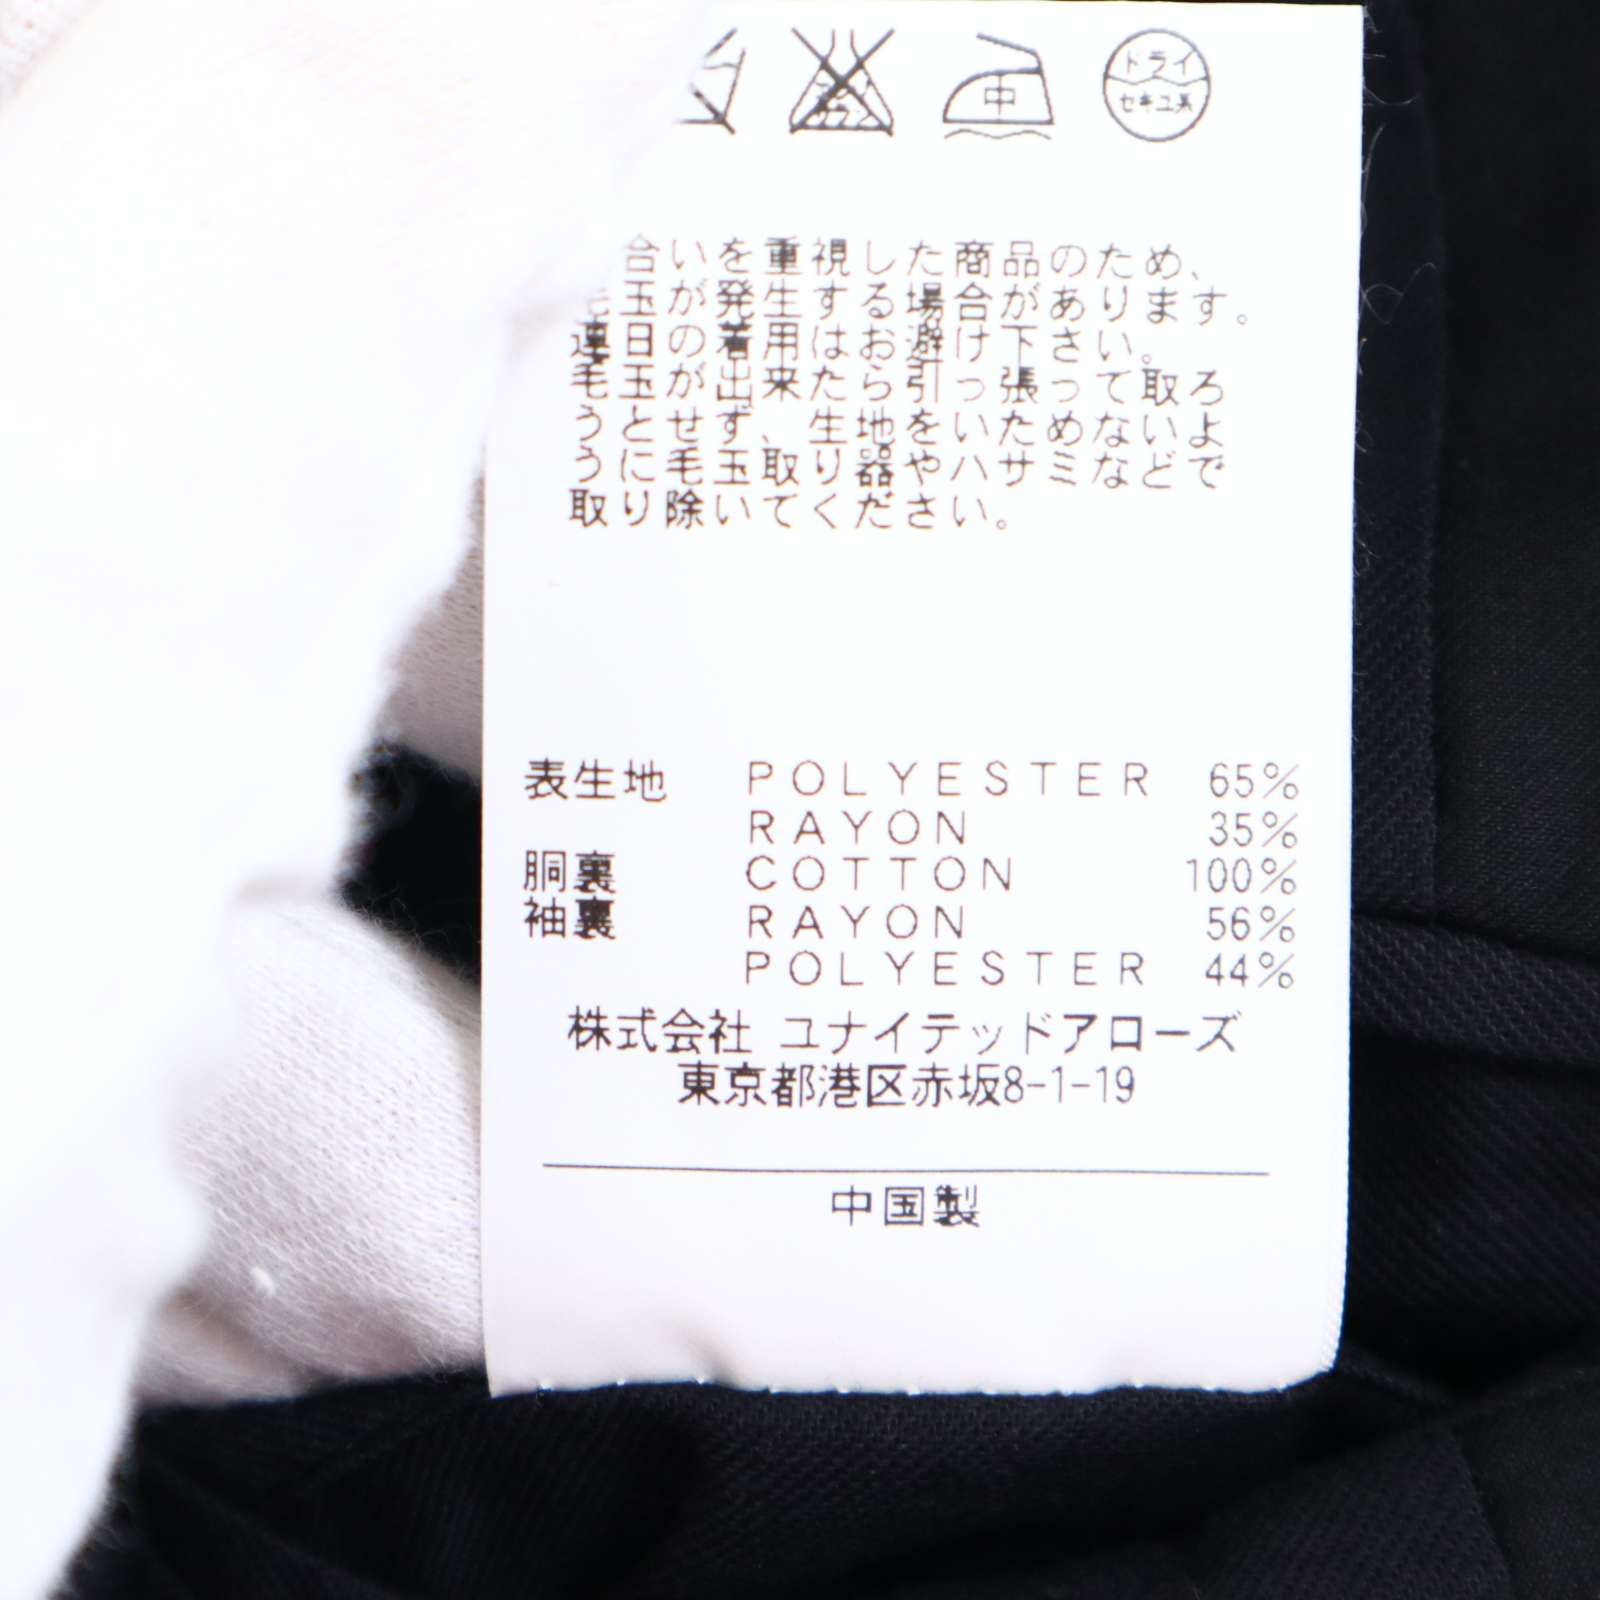 中
ドライ
セキユ系
合いを重視した商品のため、
毛玉が発生する場合があります。
連日の着用はお避け下さい。
毛玉が出来たら引っ張って取ろ
うとせず、生地をいためないよ
うに毛玉取り器やハサミなどで
取り除いてください。
表生地 POLYESTER 65%
RAYON 35%
胴裏 COTTON 100%
袖裏 RAYON 56%
POLYESTER 44%
株式会社 ユナイテッドアローズ
東京都港区赤坂8-1-19
中国製